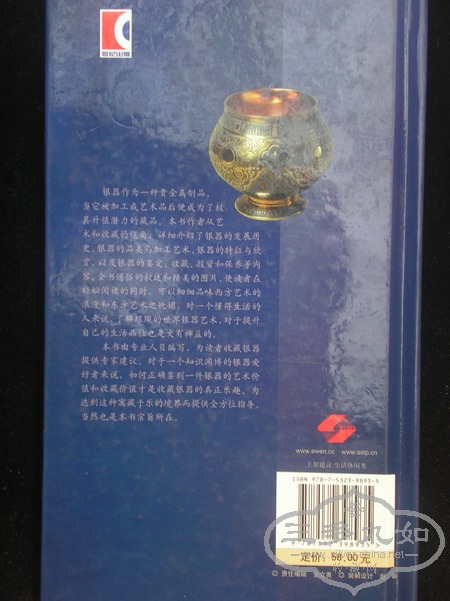 世纪出版
银器作为一种贵金属制品,
当它被加工成艺术品后便成为了极
具升值潜力的藏品。本书作者从艺
术和收藏的视角,详细介绍了银器的发展历
史、银器的品类与加工艺术、银器的特征与欣
赏,以及银器的鉴定、收藏、投资和保养等内
容。全书通俗的叙述和精美的图片,使读者在
轻松阅读的同时,可以细细品味西方艺术的
浪漫和东方艺术之妩媚。对一个懂得生活的
人来说,了解璀璨的世界银器艺术,对于提升
自己的生活品位也是大有裨益的。
本书由专业人员编写,为读者收藏银器
提供专家建议。对于一个知识渊博的银器爱
好者来说,如何正确鉴别一件银器的艺术价
值和收藏价值才是收藏银器的真正乐趣。为
达到这种寓藏于乐的境界而提供全方位指导,
当然也是本书宗旨所在。
www.ewen.cc www.sstp.cn
上架建议:生活休闲类
ISBN 978-7-5323-9893-5
定价: 58.00元
责任编辑 装帧设计